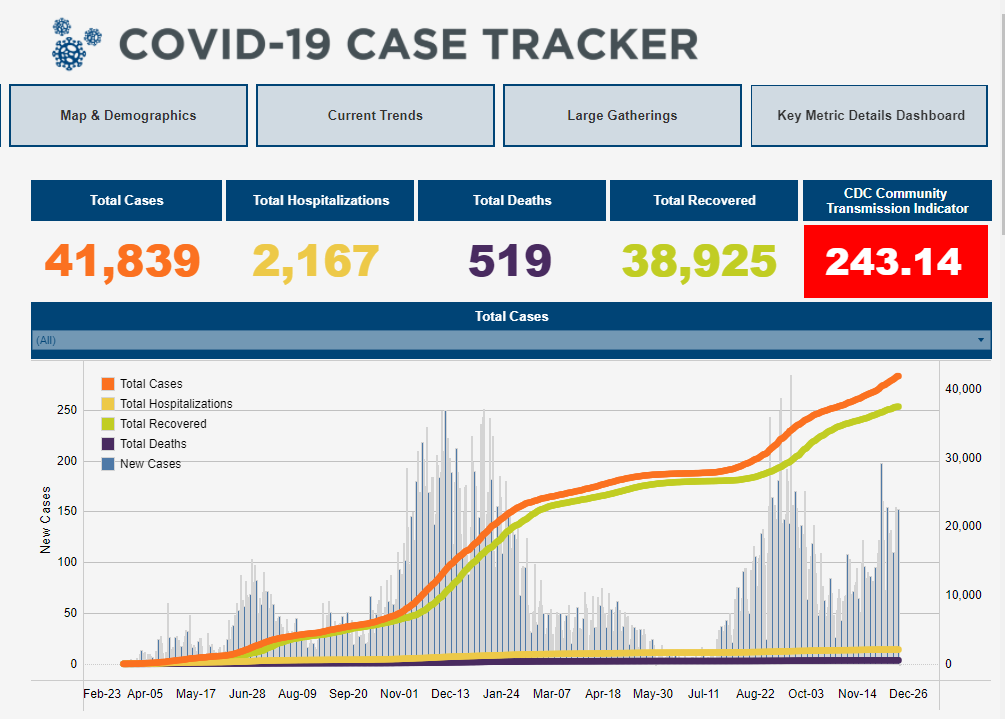 COVID-19 CASE TRACKER
Map & Demographics
Current Trends
Large Gatherings
Key Metric Details Dashboard
Total Cases
Total Hospitalizations
Total Deaths
Total Recovered
CDC Community
Transmission Indicator
41,839
2,167
519
38,925
243.14
Total Cases
(All)
Total Cases
Total Hospitalizations
Total Recovered
Total Deaths
New Cases
New Cases
250
200
150
100
50
0
40,000
30,000
20,000
10,000
0
Feb-23 Apr-05 May-17 Jun-28 Aug-09 Sep-20 Nov-01 Dec-13 Jan-24 Mar-07 Apr-18 May-30 Jul-11 Aug-22 Oct-03 Nov-14 Dec-26